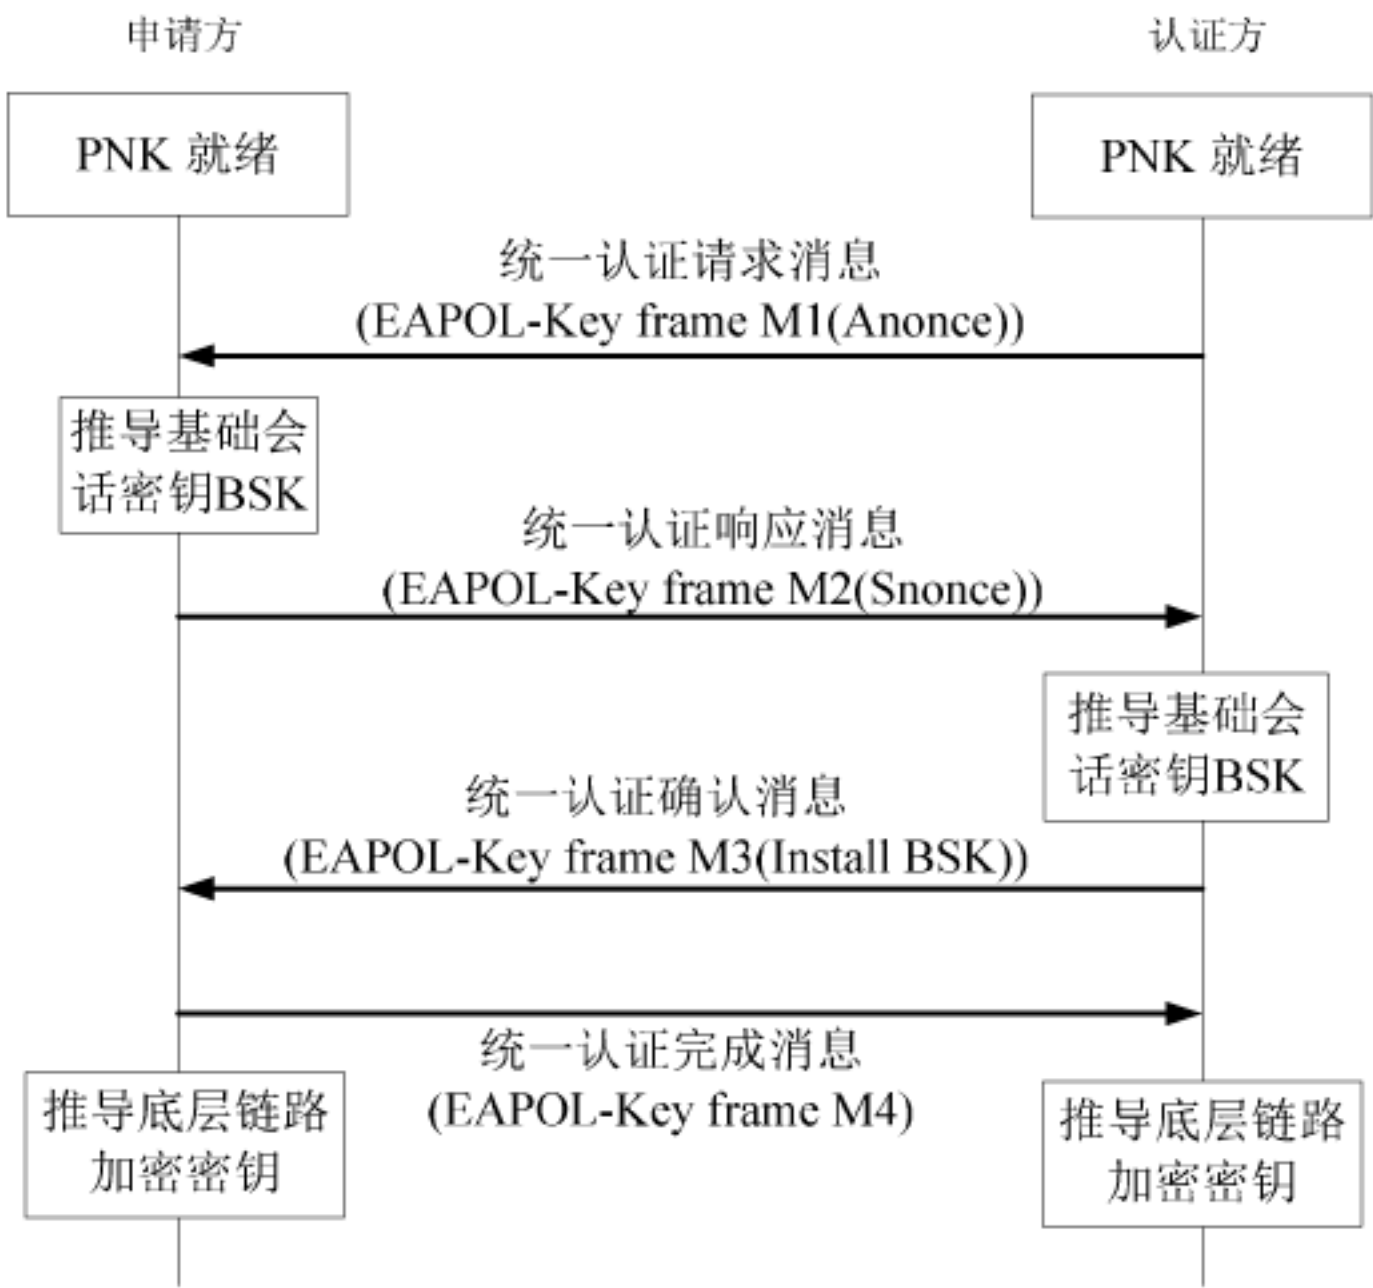 申请方
认证方
PNK 就绪
PNK 就绪
统一认证请求消息
(EAPOL-Key frame M1(Anonce))
推导基础会
话密钥BSK
统一认证响应消息
(EAPOL-Key frame M2(Snonce))
推导基础会
话密钥BSK
统一认证确认消息
(EAPOL-Key frame M3(Install BSK))
统一认证完成消息
(EAPOL-Key frame M4)
推导底层链路
加密密钥
推导底层链路
加密密钥